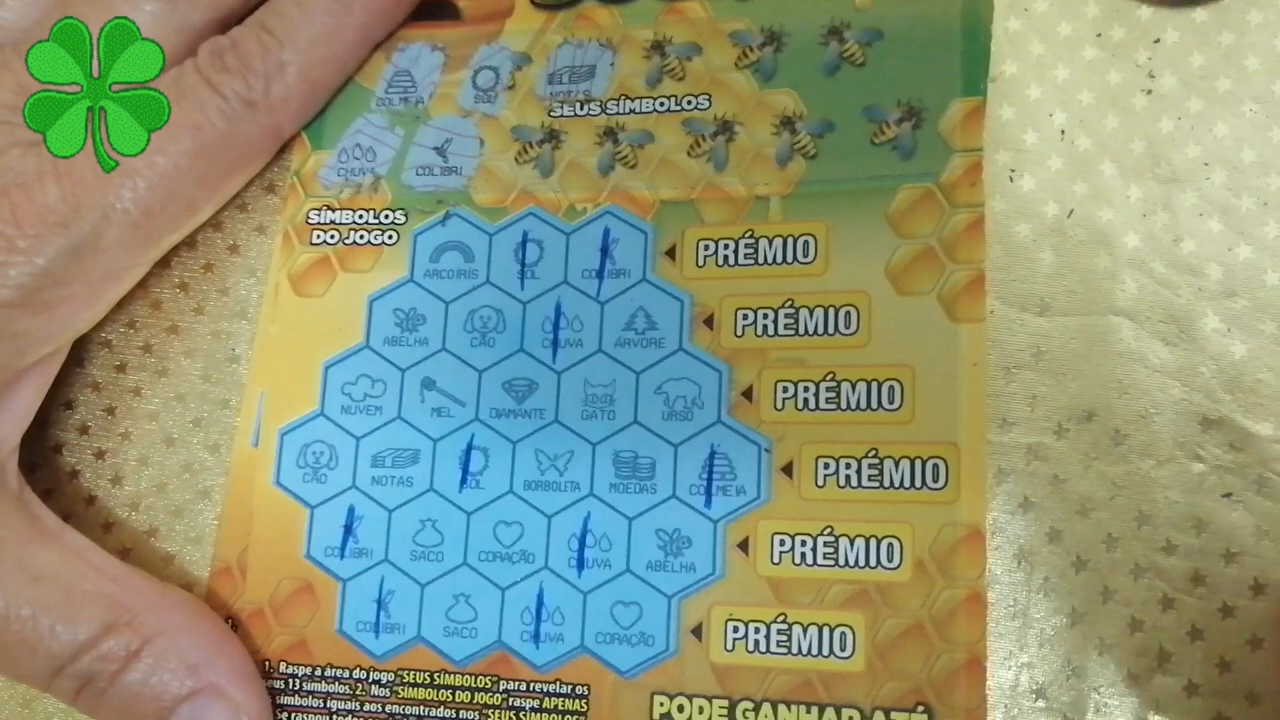 COLMEIA SOL NOTAS
SEUS SÍMBOLOS
CHUVA COLIBRI
SÍMBOLOS
DO JOGO
ARCOÍRIS SOL COLIBRI
PRÉMIO
ABELHA CÃO CHUVA ÁRVORE
PRÉMIO
NUVEM MEL DIAMANTE GATO URSO
PRÉMIO
CÃO NOTAS SOL BORBOLETA MOEDAS COLMEIA
PRÉMIO
COLIBRI SACO CORAÇÃO CHUVA ABELHA
PRÉMIO
COLIBRI SACO CHUVA CORAÇÃO
PRÉMIO
1. Raspe a área do jogo "SEUS SÍMBOLOS" para revelar os
seus 13 símbolos. 2. Nos "SÍMBOLOS DO JOGO" raspe APENAS
símbolos iguais aos encontrados nos "SEUS SÍMBOLOS"
Se raspou
PODE GANHAR ATÉ